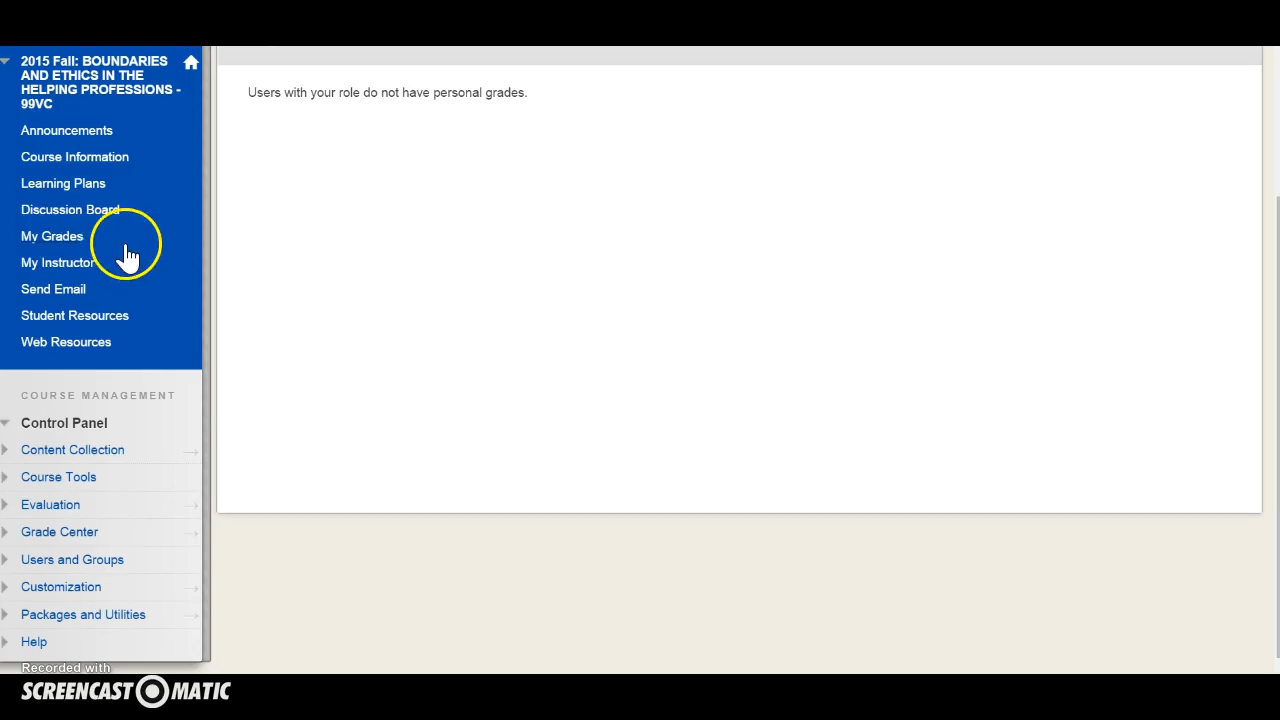 2015 Fall: BOUNDARIES
AND ETHICS IN THE
HELPING PROFESSIONS -
99VC
Announcements
Course Information
Learning Plans
Discussion Board
My Grades
My Instructor
Send Email
Student Resources
Web Resources
COURSE MANAGEMENT
Control Panel
Content Collection
Course Tools
Evaluation
Grade Center
Users and Groups
Customization
Packages and Utilities
Help
Users with your role do not have personal grades.
Recorded with
SCREENCAST MATIC